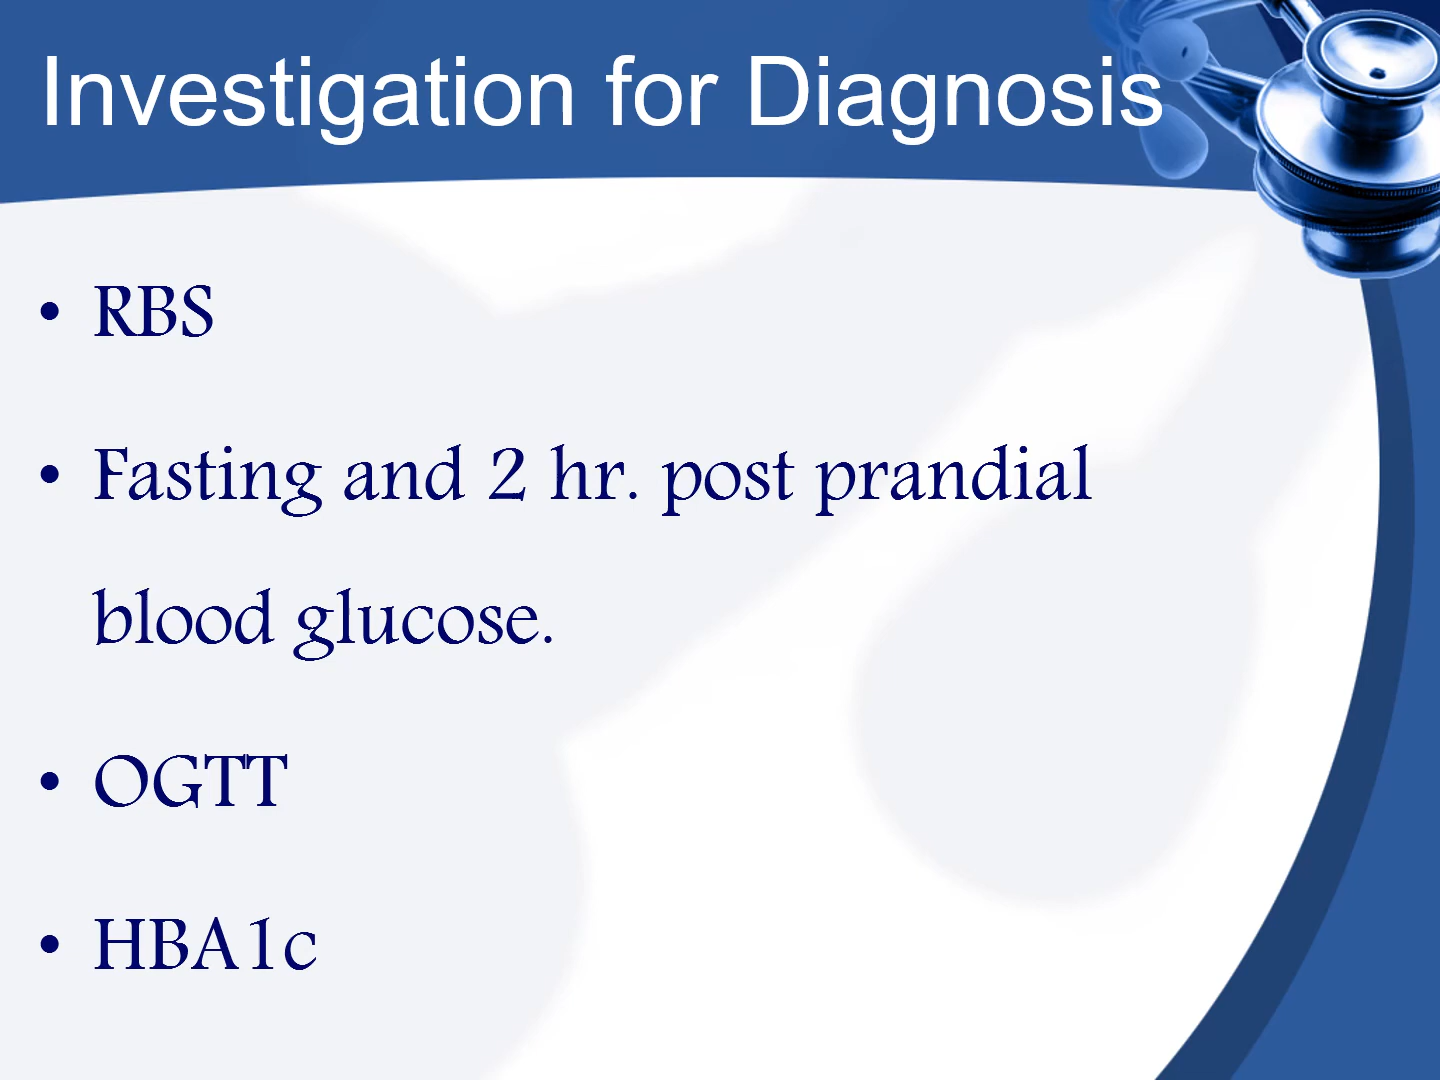 Investigation for Diagnosis
• RBS
• Fasting and 2 hr. post prandial
blood glucose.
• OGTT
• HBA1c